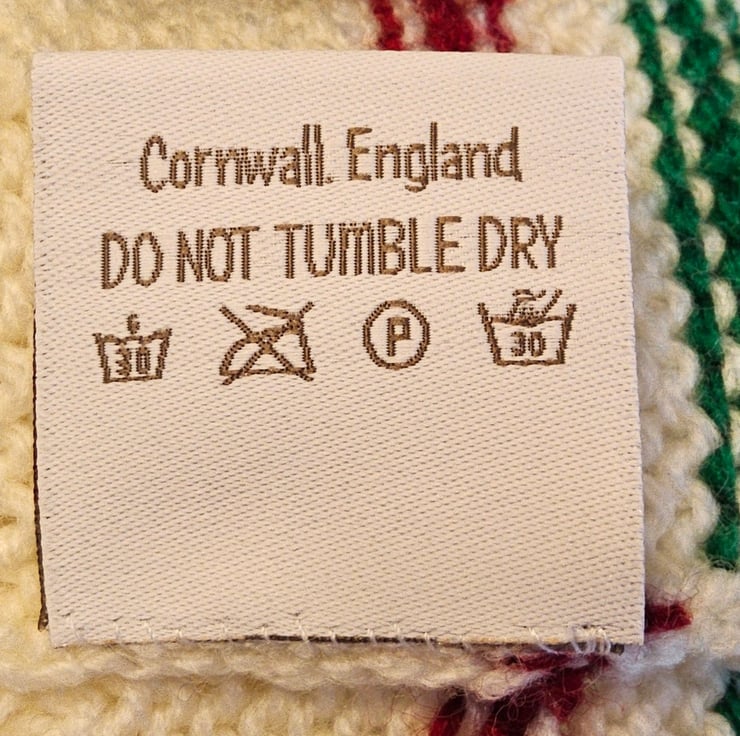 Cornwall. England
DO NOT TUMBLE DRY
30 P 30